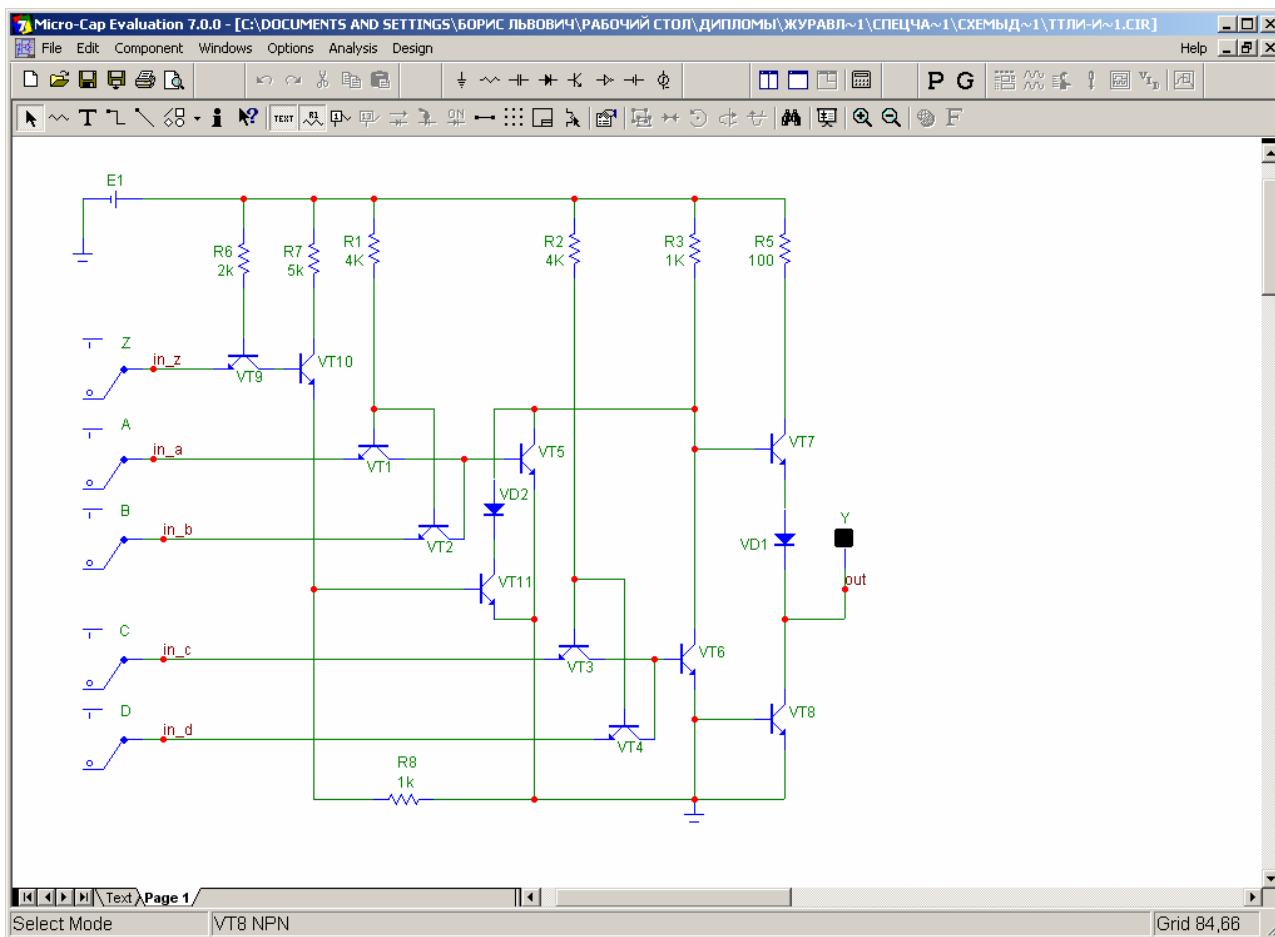 Micro-Cap Evaluation 7.0.0.0 - [C:\DOCUMENTS AND SETTINGS\БОРИС ЛЬВОВИЧ\РАБОЧИЙ СТОЛ\ДИПЛОМЫ\ЖУРАВЛ~1\СПЕЦЧА~1\СХЕМЫД~1\ТТЛИ-И~1.CIR]
File Edit Component Windows Options Analysis Design Help
P G
T i TEXT R1 ON F
E1
R6
2k
R7
5k
R1
4K
R2
4K
R3
1K
R5
100
Z
in_z
VT9
VT10
A
in_a
VT1
VT5
VT7
VD2
B
in_b
VT2
VD1
Y
VT11
out
C
in_c
VT3
VT6
D
in_d
VT4
VT8
R8
1k
Text Page 1
Select Mode VT8 NPN Grid 84,66